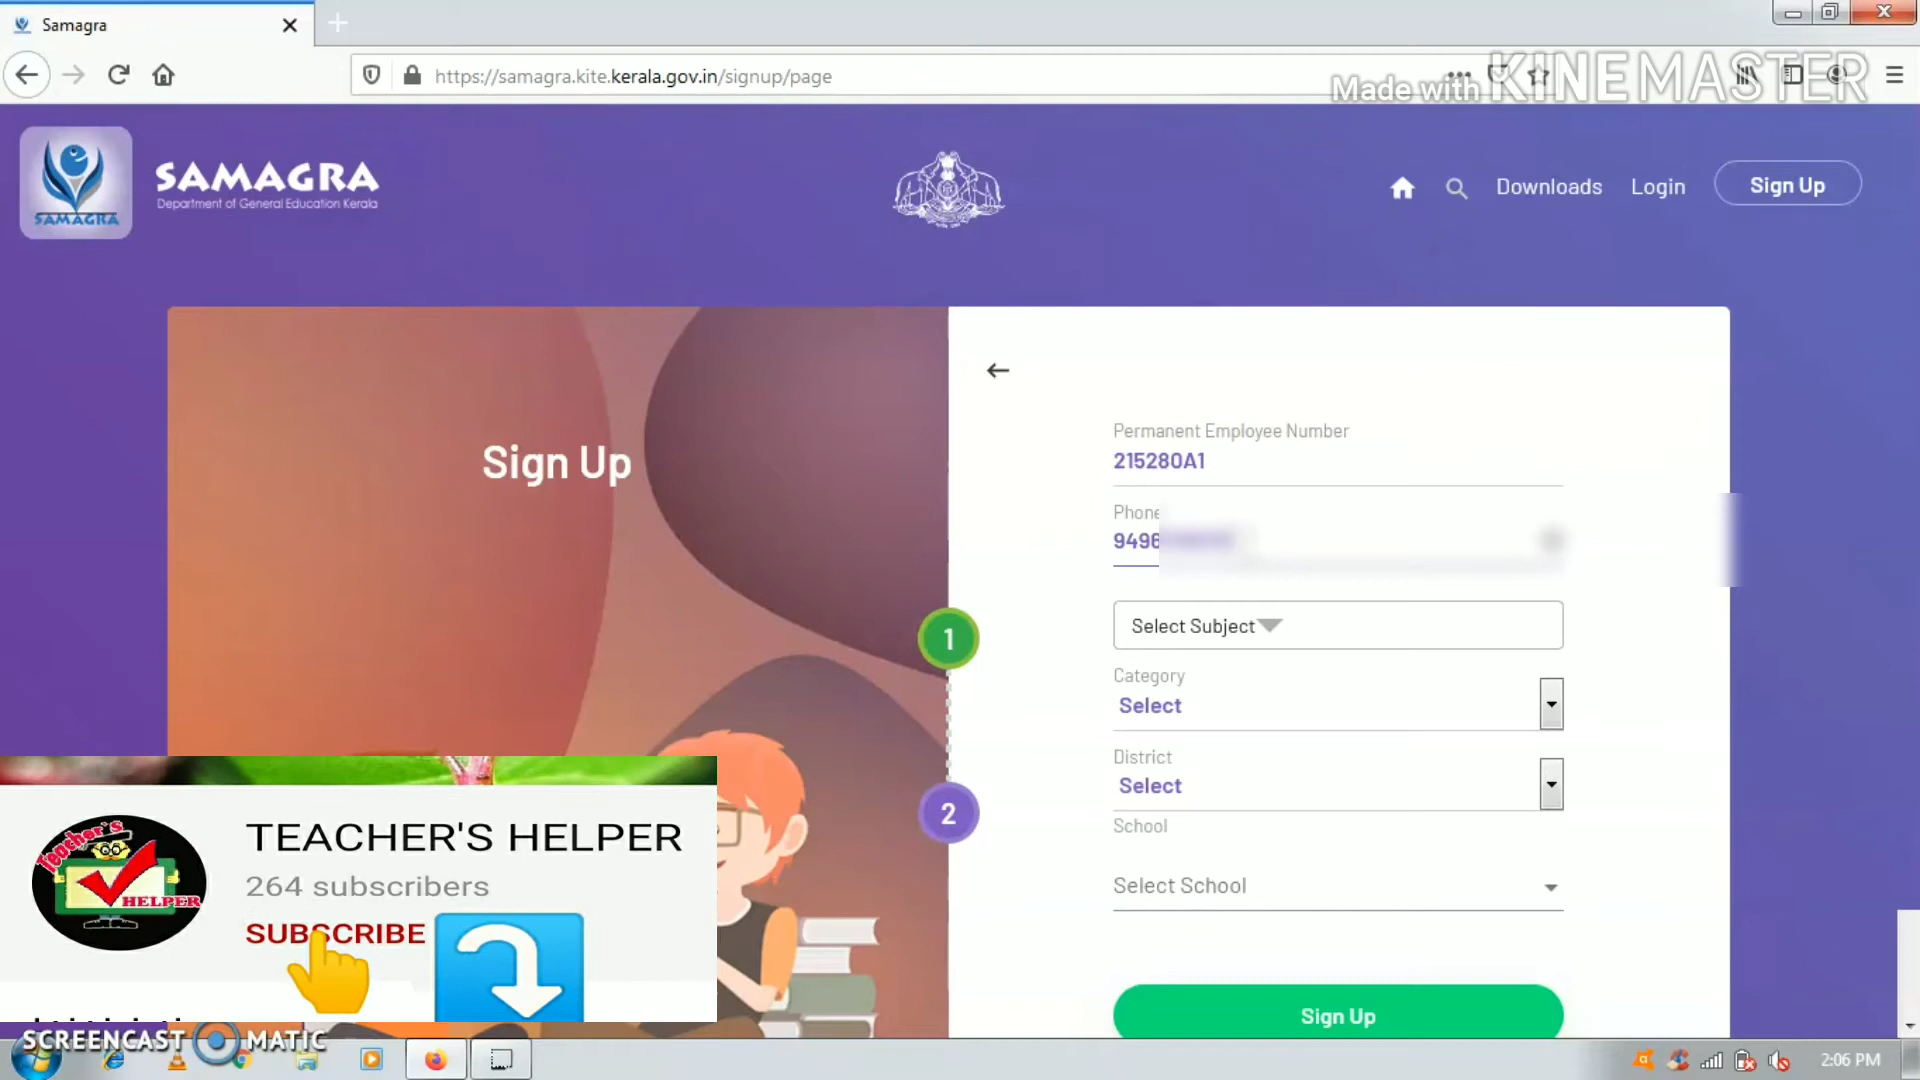 Samagra
https://samagra.kite.kerala.gov.in/signup/page
Made with KINEMASTER
SAMAGRA
SAMAGRA
Department of General Education Kerala
Downloads
Login
Sign Up
Sign Up
Permanent Employee Number
215280A1
Phone
9496
Select Subject
1
Category
Select
District
Select
2
School
Select School
Sign Up
Teacher's
HELPER
TEACHER'S HELPER
264 subscribers
SUBSCRIBE
SCREENCAST MATIC
2:06 PM